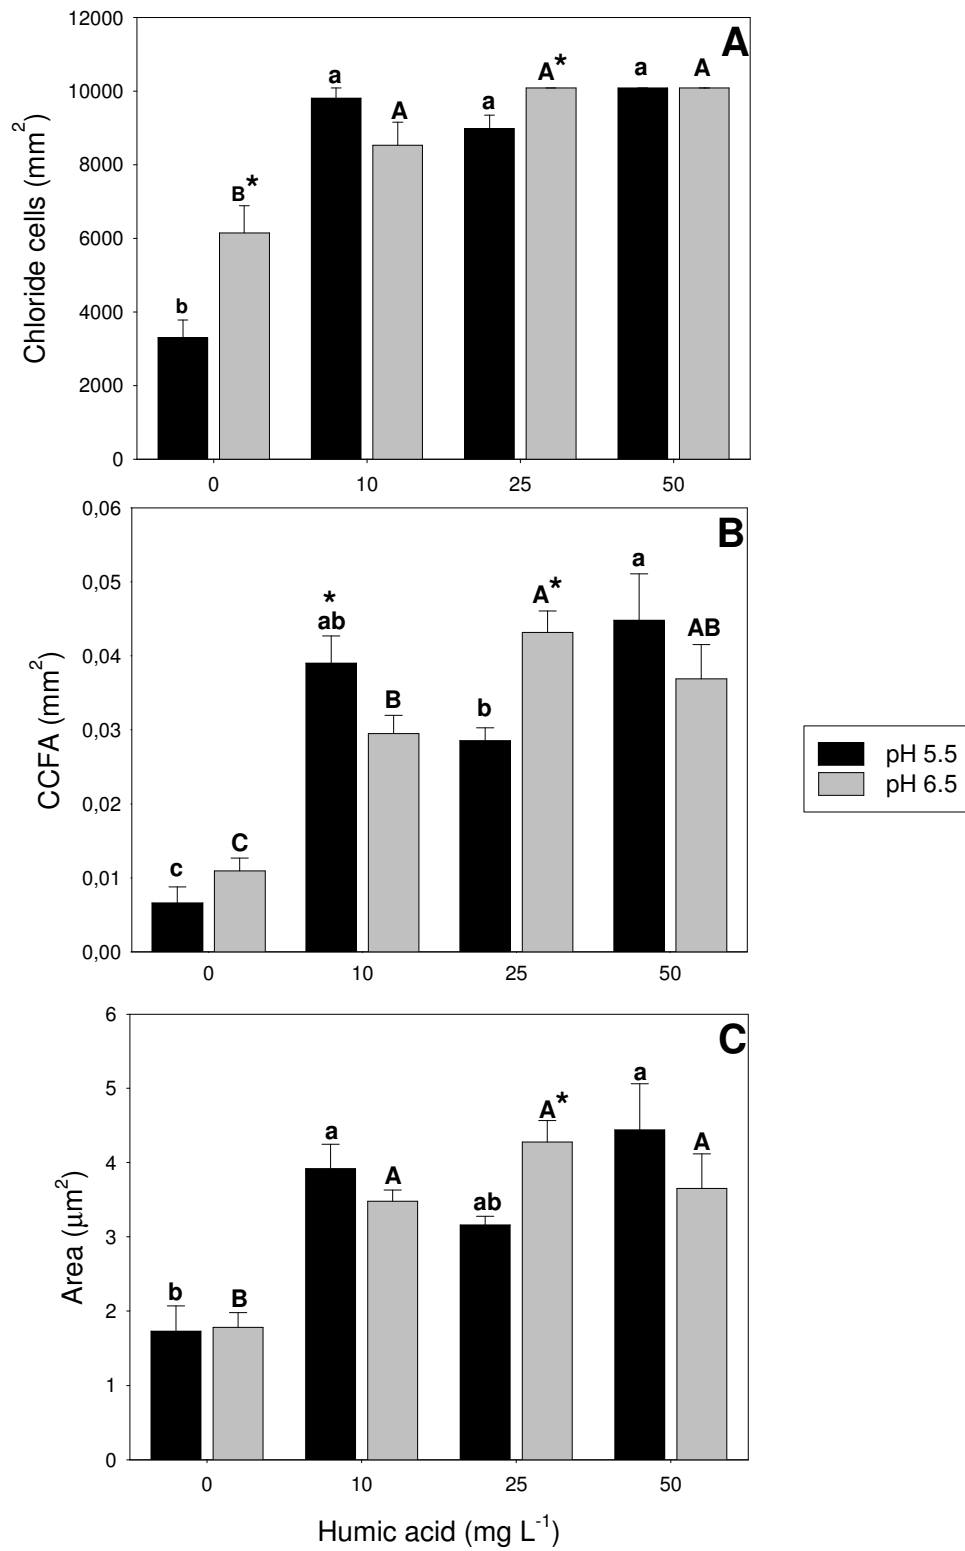 A
Chloride cells (mm²)
12000
10000
8000
6000
4000
2000
0
b
B*
a
A
a
A*
a
A
0 10 25 50
B
CCFA (mm²)
0,06
0,05
0,04
0,03
0,02
0,01
0,00
c
C
*
ab
B
b
A*
a
AB
0 10 25 50
pH 5.5
pH 6.5
C
Area (μm²)
6
5
4
3
2
1
0
b
B
a
A
ab
A*
a
A
0 10 25 50
Humic acid (mg L⁻¹)